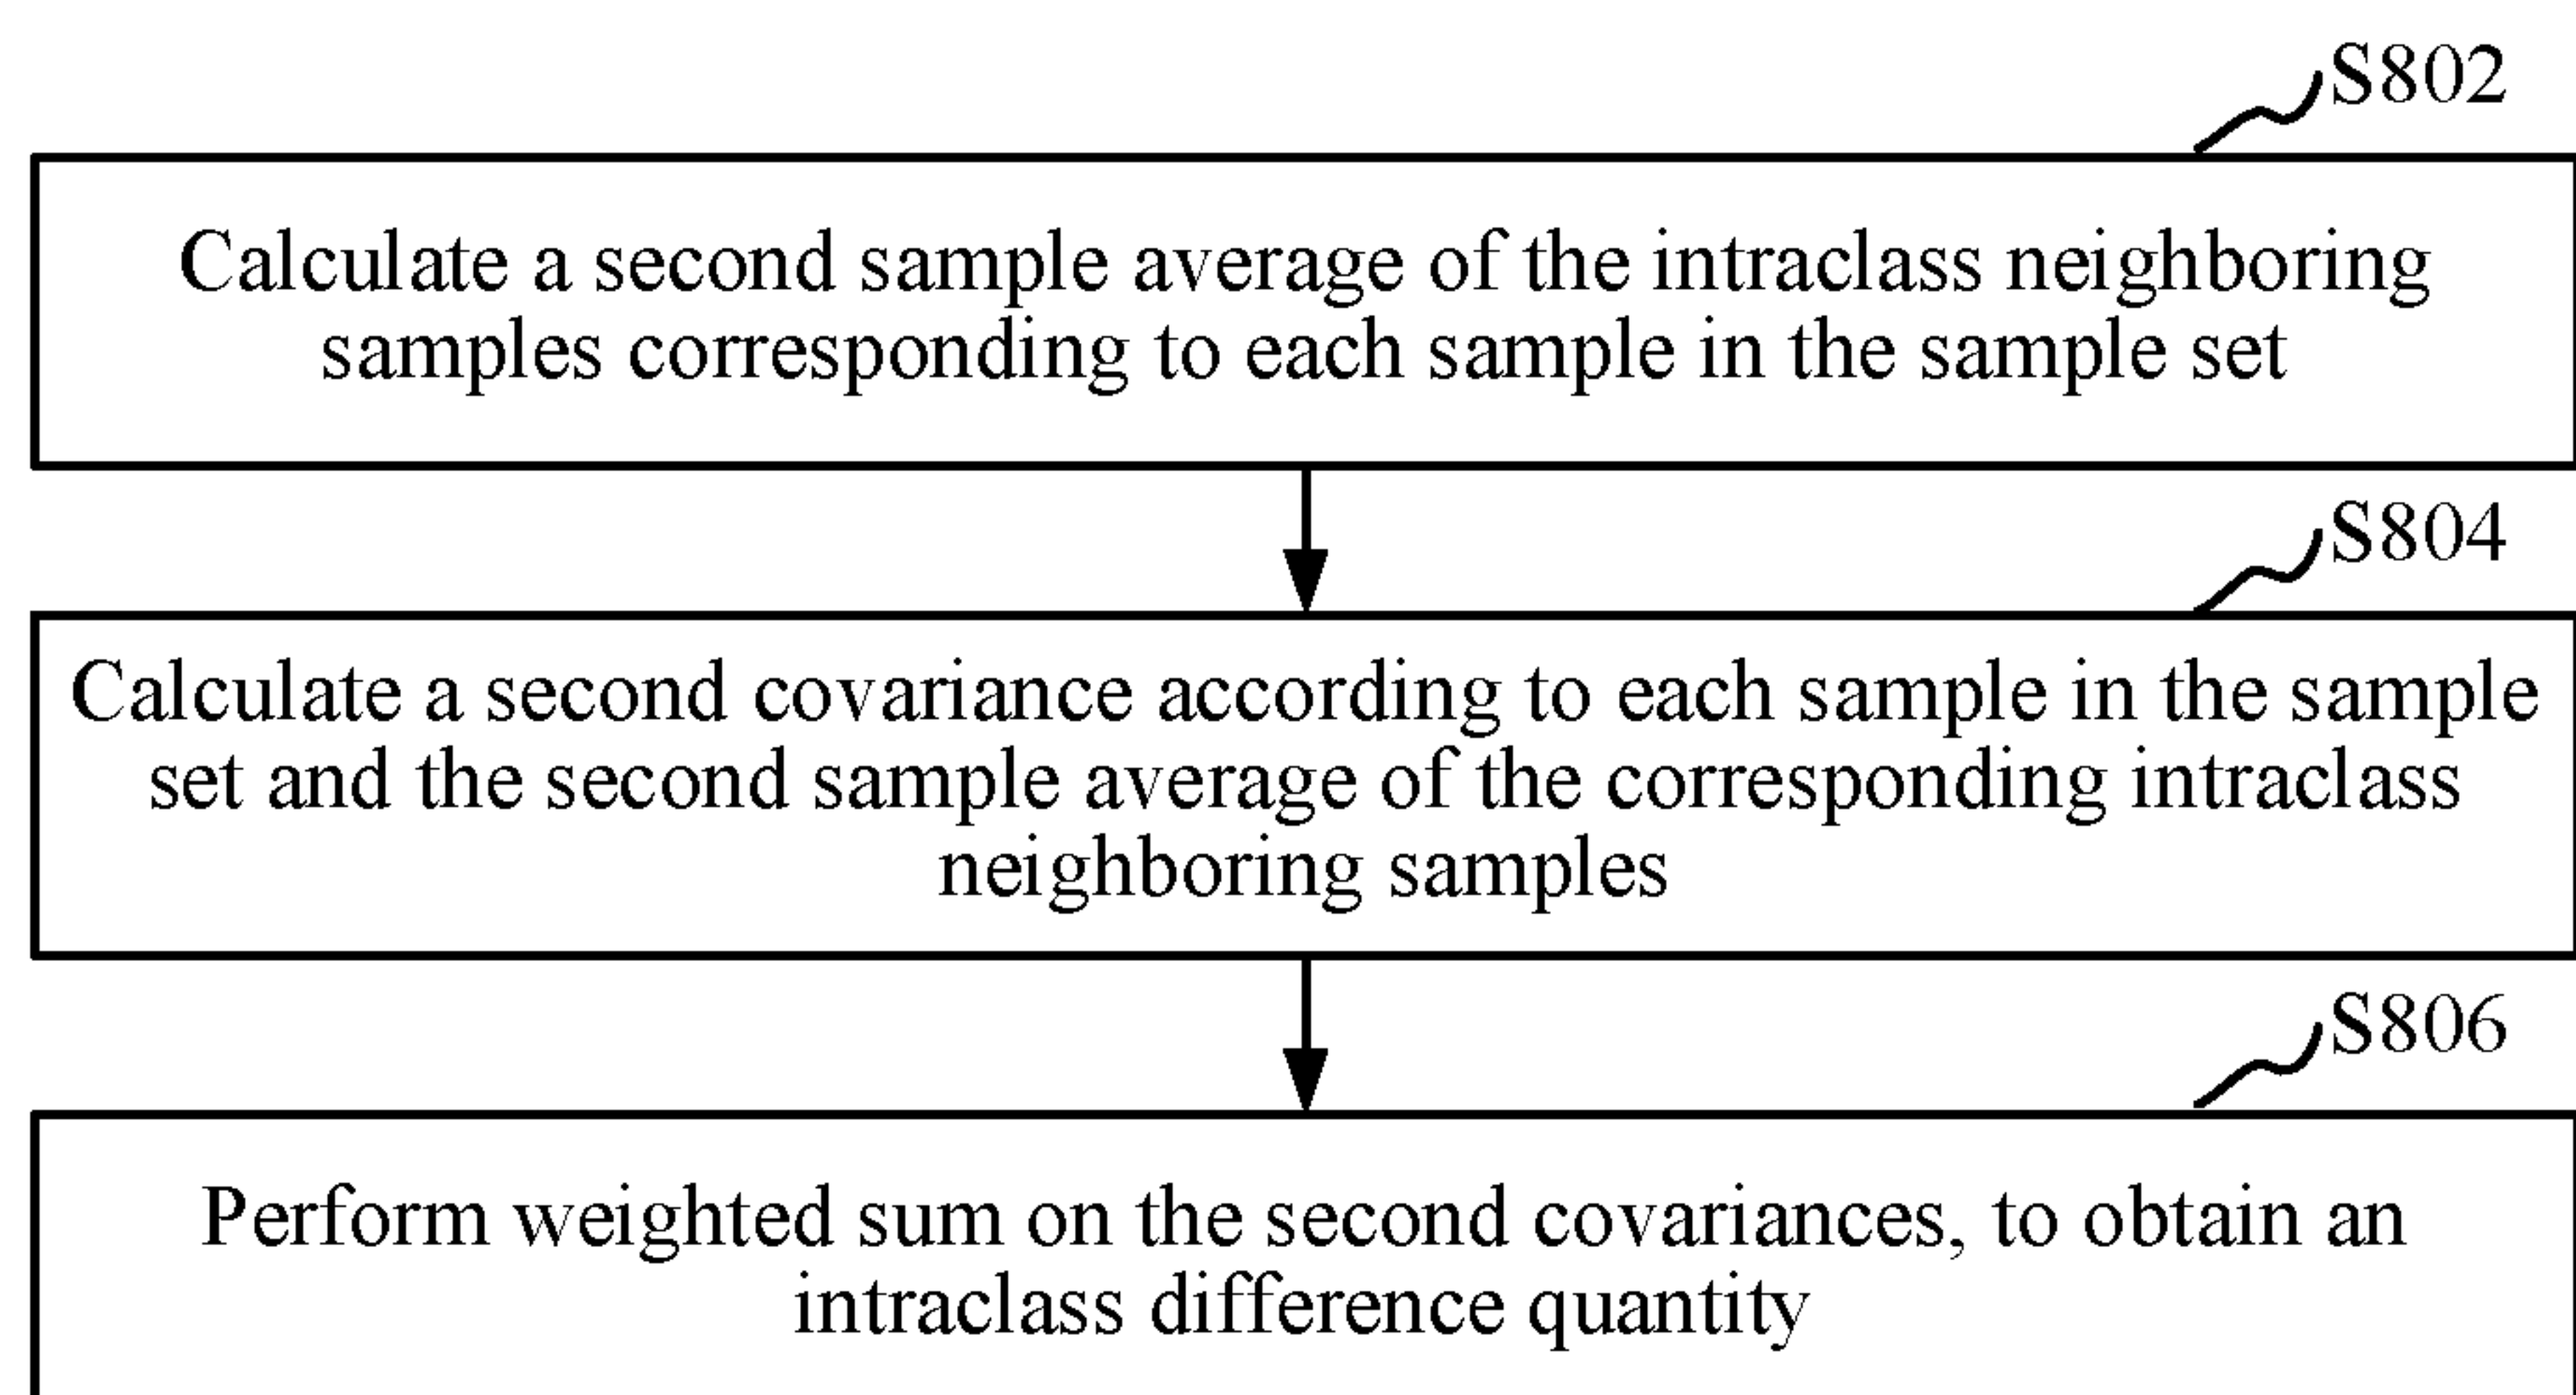 S802
Calculate a second sample average of the intraclass neighboring
samples corresponding to each sample in the sample set
S804
Calculate a second covariance according to each sample in the sample
set and the second sample average of the corresponding intraclass
neighboring samples
S806
Perform weighted sum on the second covariances, to obtain an
intraclass difference quantity